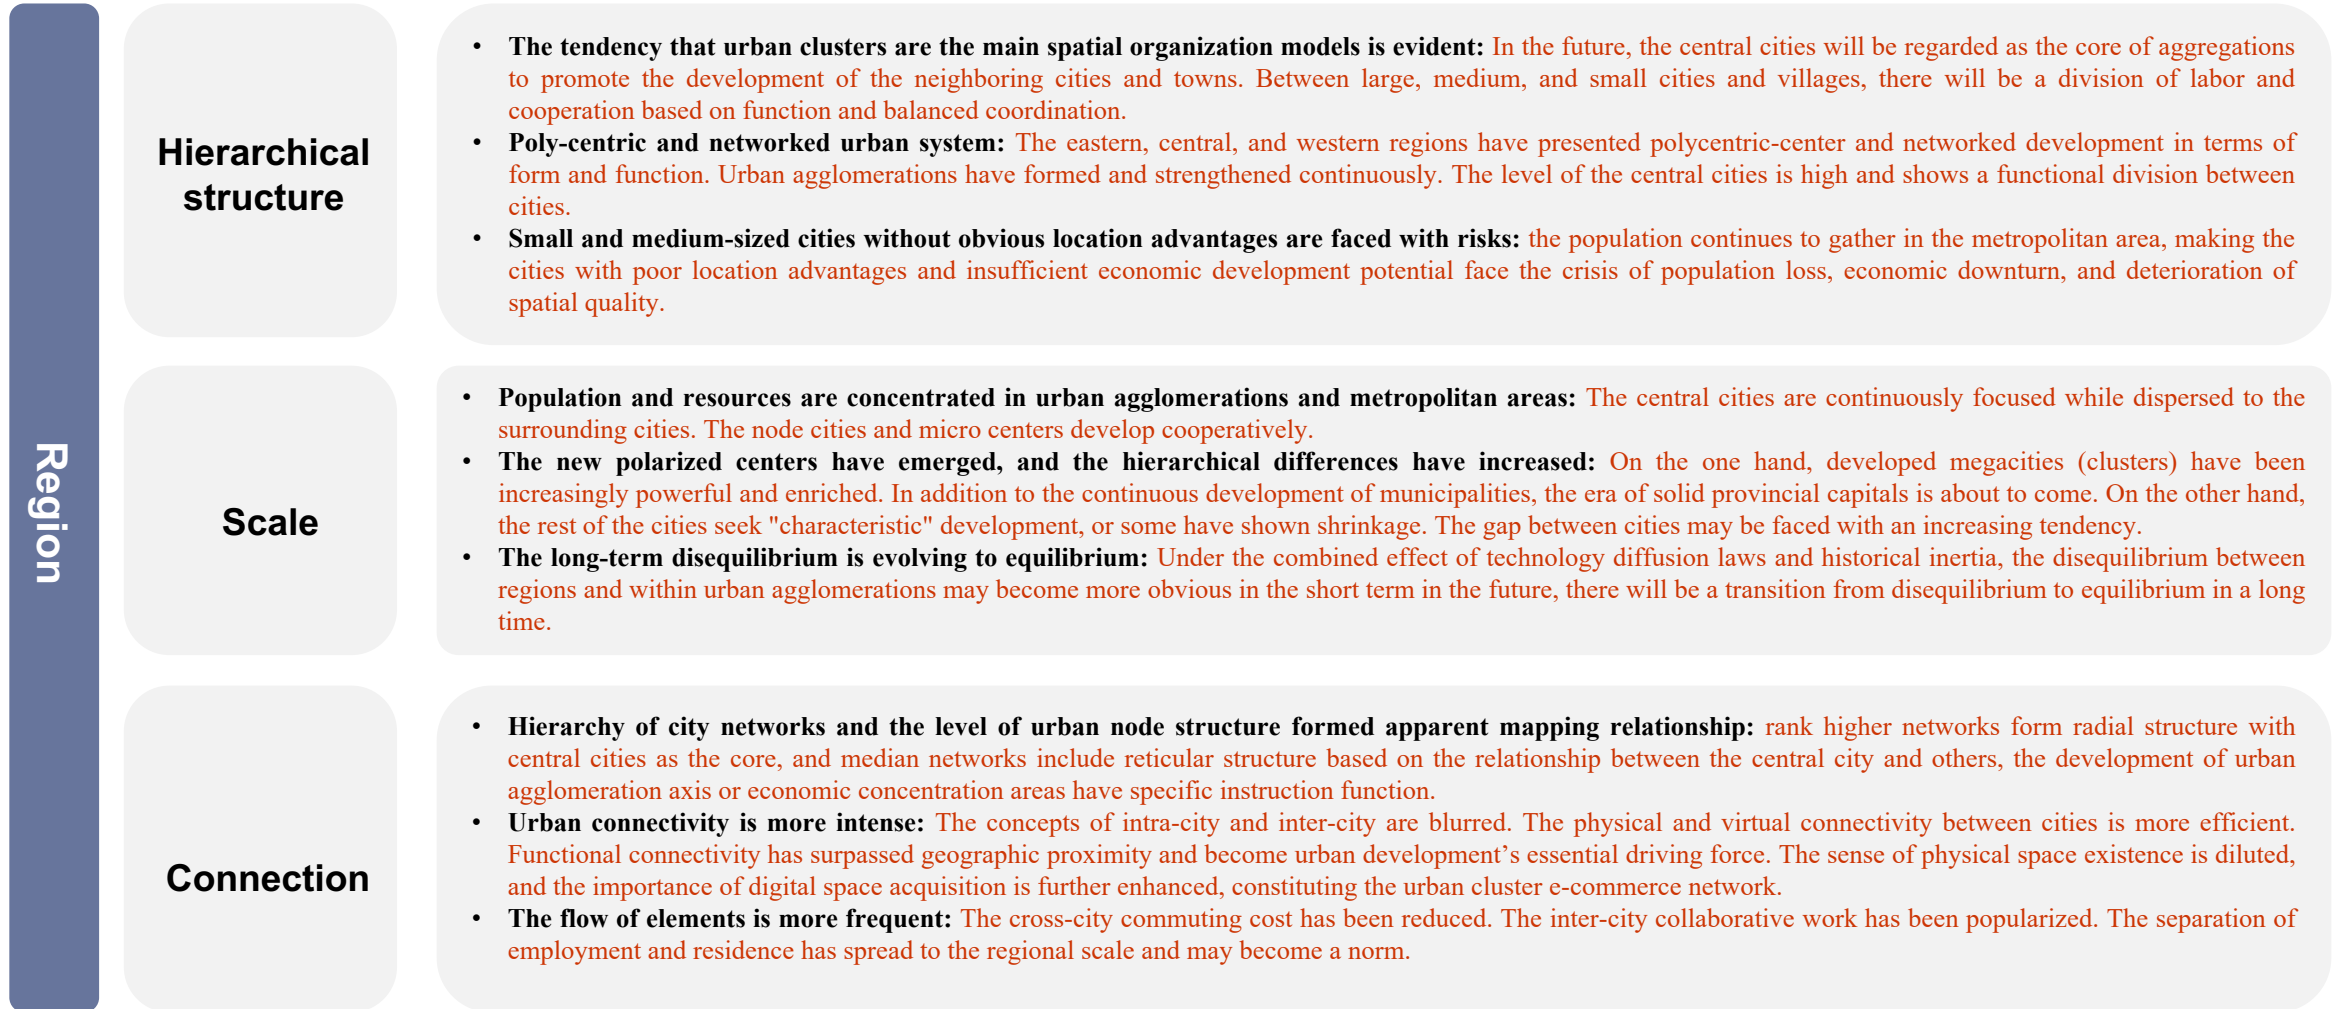 Region
Hierarchical
structure
• The tendency that urban clusters are the main spatial organization models is evident: In the future, the central cities will be regarded as the core of aggregations
to promote the development of the neighboring cities and towns. Between large, medium, and small cities and villages, there will be a division of labor and
cooperation based on function and balanced coordination.
• Poly-centric and networked urban system: The eastern, central, and western regions have presented polycentric-center and networked development in terms of
form and function. Urban agglomerations have formed and strengthened continuously. The level of the central cities is high and shows a functional division between
cities.
• Small and medium-sized cities without obvious location advantages are faced with risks: the population continues to gather in the metropolitan area, making the
cities with poor location advantages and insufficient economic development potential face the crisis of population loss, economic downturn, and deterioration of
spatial quality.
Scale
• Population and resources are concentrated in urban agglomerations and metropolitan areas: The central cities are continuously focused while dispersed to the
surrounding cities. The node cities and micro centers develop cooperatively.
• The new polarized centers have emerged, and the hierarchical differences have increased: On the one hand, developed megacities (clusters) have been
increasingly powerful and enriched. In addition to the continuous development of municipalities, the era of solid provincial capitals is about to come. On the other hand,
the rest of the cities seek "characteristic" development, or some have shown shrinkage. The gap between cities may be faced with an increasing tendency.
• The long-term disequilibrium is evolving to equilibrium: Under the combined effect of technology diffusion laws and historical inertia, the disequilibrium between
regions and within urban agglomerations may become more obvious in the short term in the future, there will be a transition from disequilibrium to equilibrium in a long
time.
Connection
• Hierarchy of city networks and the level of urban node structure formed apparent mapping relationship: rank higher networks form radial structure with
central cities as the core, and median networks include reticular structure based on the relationship between the central city and others, the development of urban
agglomeration axis or economic concentration areas have specific instruction function.
• Urban connectivity is more intense: The concepts of intra-city and inter-city are blurred. The physical and virtual connectivity between cities is more efficient.
Functional connectivity has surpassed geographic proximity and become urban development’s essential driving force. The sense of physical space existence is diluted,
and the importance of digital space acquisition is further enhanced, constituting the urban cluster e-commerce network.
• The flow of elements is more frequent: The cross-city commuting cost has been reduced. The inter-city collaborative work has been popularized. The separation of
employment and residence has spread to the regional scale and may become a norm.